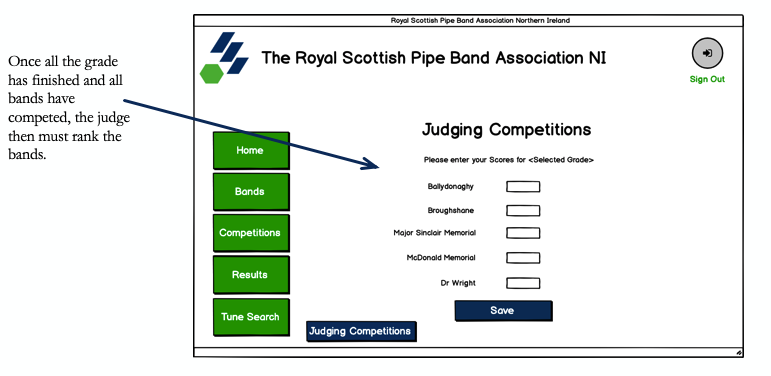 Once all the grade
has finished and all
bands have
competed, the judge
then must rank the
bands.
Royal Scottish Pipe Band Association Northern Ireland
The Royal Scottish Pipe Band Association NI
Sign Out
Judging Competitions
Please enter your Scores for <Selected Grade>
Home
Bands
Competitions
Results
Tune Search
Ballydonaghy
Broughshane
Major Sinclair Memorial
McDonald Memorial
Dr Wright
Save
Judging Competitions